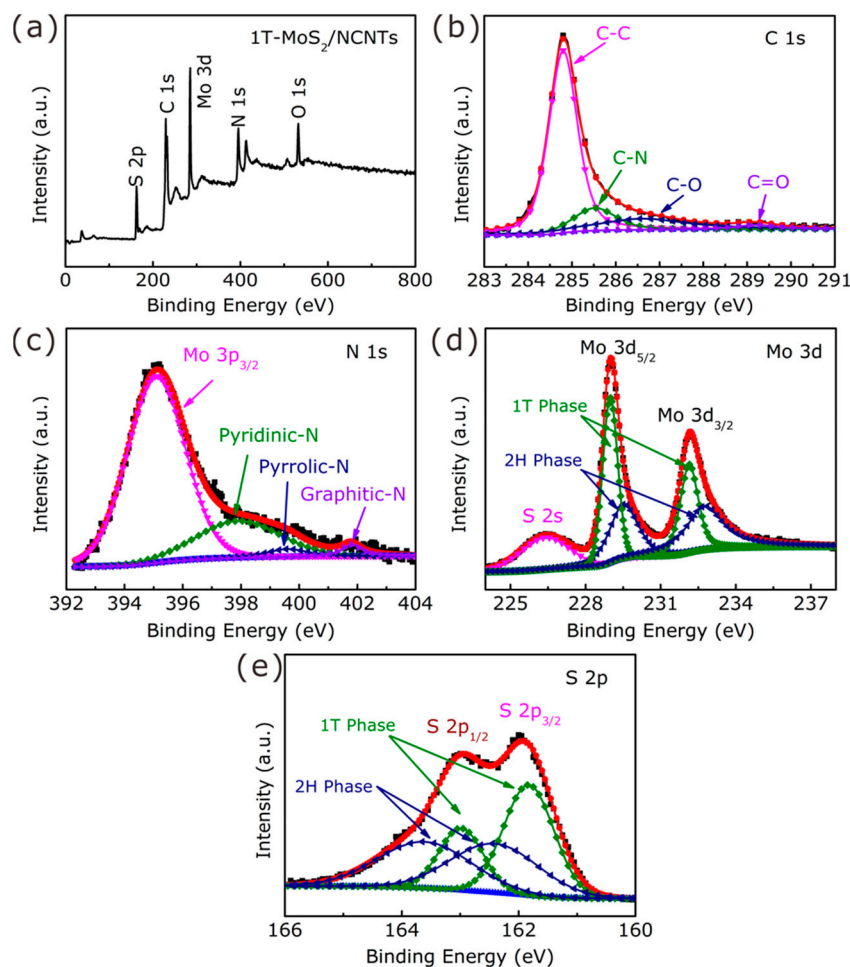 (a)
1T-MoS₂/NCNTs
S 2p
C 1s
Mo 3d
N 1s
O 1s
Intensity (a.u.)
0 200 400 600 800
Binding Energy (eV)
(b)
C 1s
C-C
C-N
C-O
C=O
Intensity (a.u.)
283 284 285 286 287 288 289 290 291
Binding Energy (eV)
(c)
N 1s
Mo 3p₃/₂
Pyridinic-N
Pyrrolic-N
Graphitic-N
Intensity (a.u.)
392 394 396 398 400 402 404
Binding Energy (eV)
(d)
Mo 3d₅/₂
Mo 3d
1T Phase
Mo 3d₃/₂
2H Phase
S 2s
Intensity (a.u.)
225 228 231 234 237
Binding Energy (eV)
(e)
S 2p
1T Phase
S 2p₁/₂
S 2p₃/₂
2H Phase
Intensity (a.u.)
166 164 162 160
Binding Energy (eV)